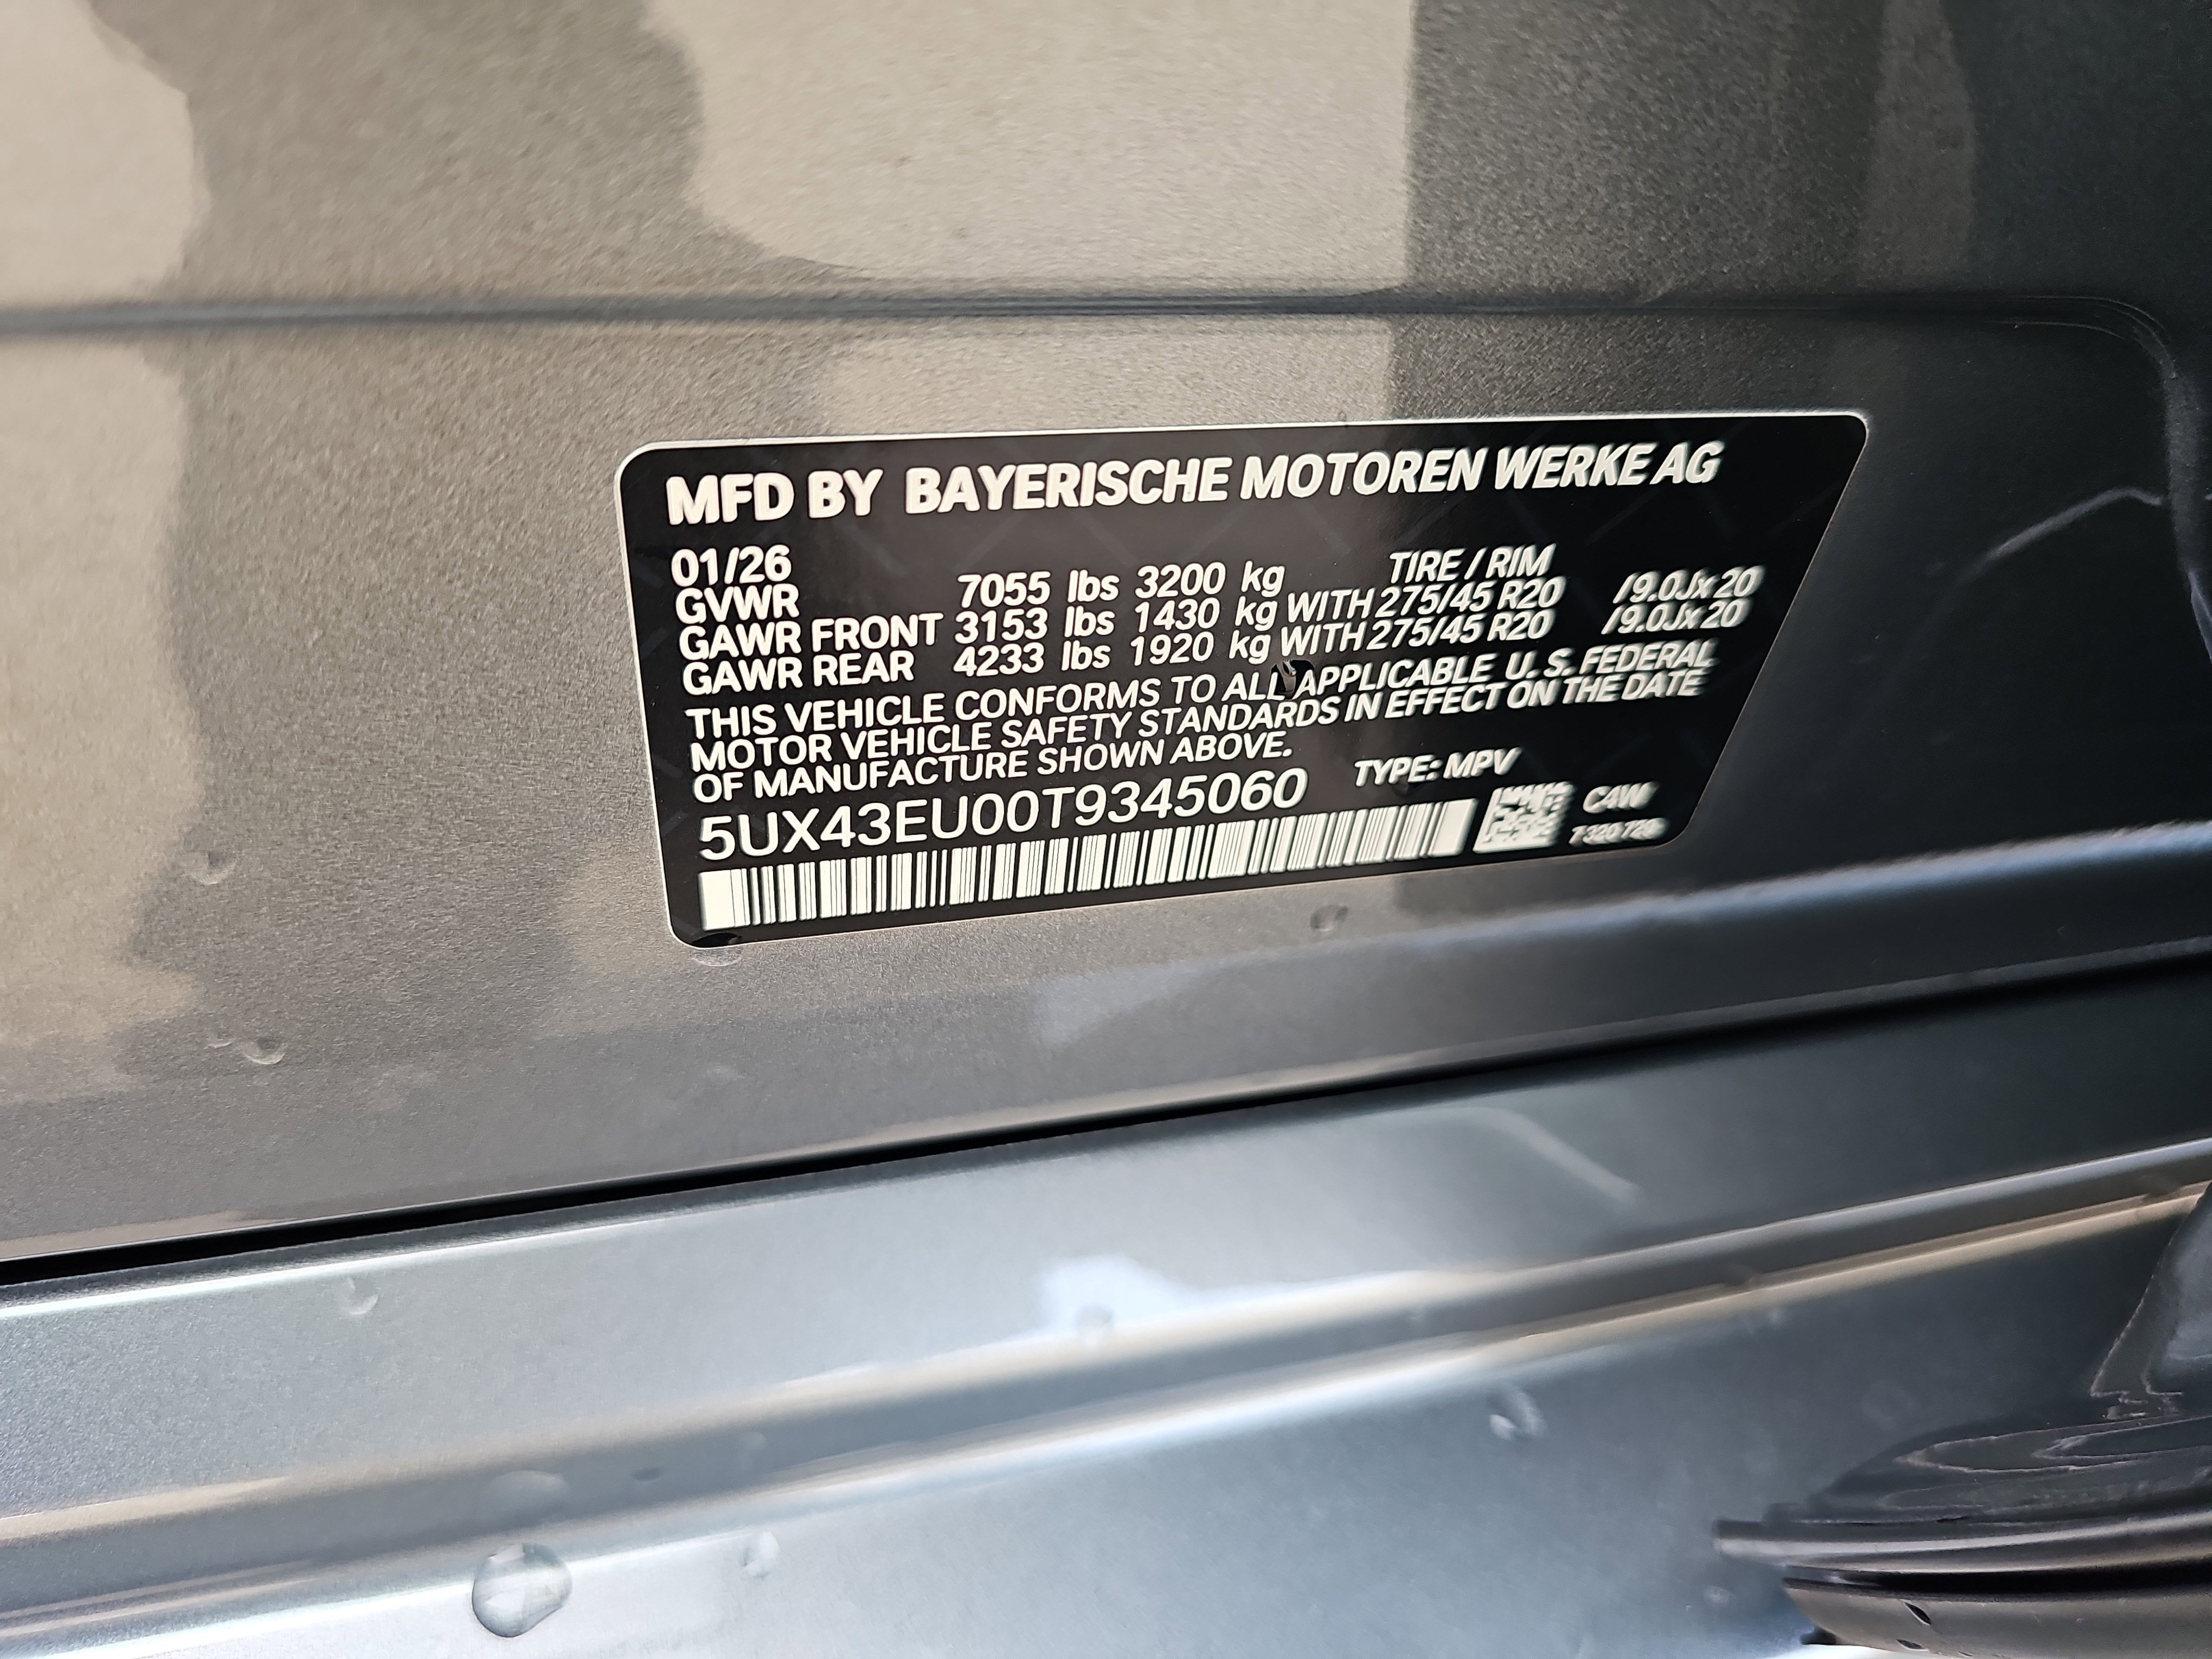 MFD BY BAYERISCHE MOTOREN WERKE AG
01/26 TIRE / RIM
GVWR 7055 lbs 3200 kg
GAWR FRONT 3153 lbs 1430 kg WITH 275/45 R20 /9.0Jx20
GAWR REAR 4233 lbs 1920 kg WITH 275/45 R20 /9.0Jx20
THIS VEHICLE CONFORMS TO ALL APPLICABLE U. S. FEDERAL
MOTOR VEHICLE SAFETY STANDARDS IN EFFECT ON THE DATE
OF MANUFACTURE SHOWN ABOVE.
5UX43EU00T9345060 TYPE: MPV
C4W